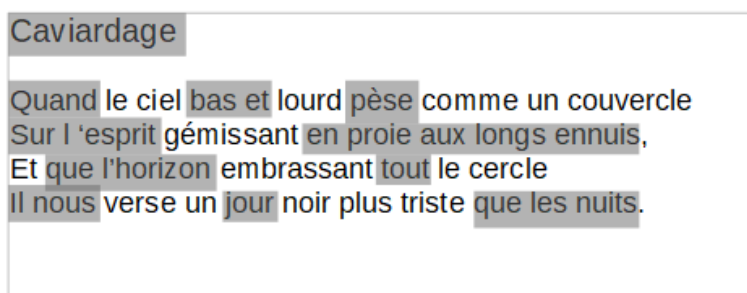 Caviardage
Quand le ciel bas et lourd pèse comme un couvercle
Sur l ‘esprit gémissant en proie aux longs ennuis,
Et que l’horizon embrassant tout le cercle
Il nous verse un jour noir plus triste que les nuits.